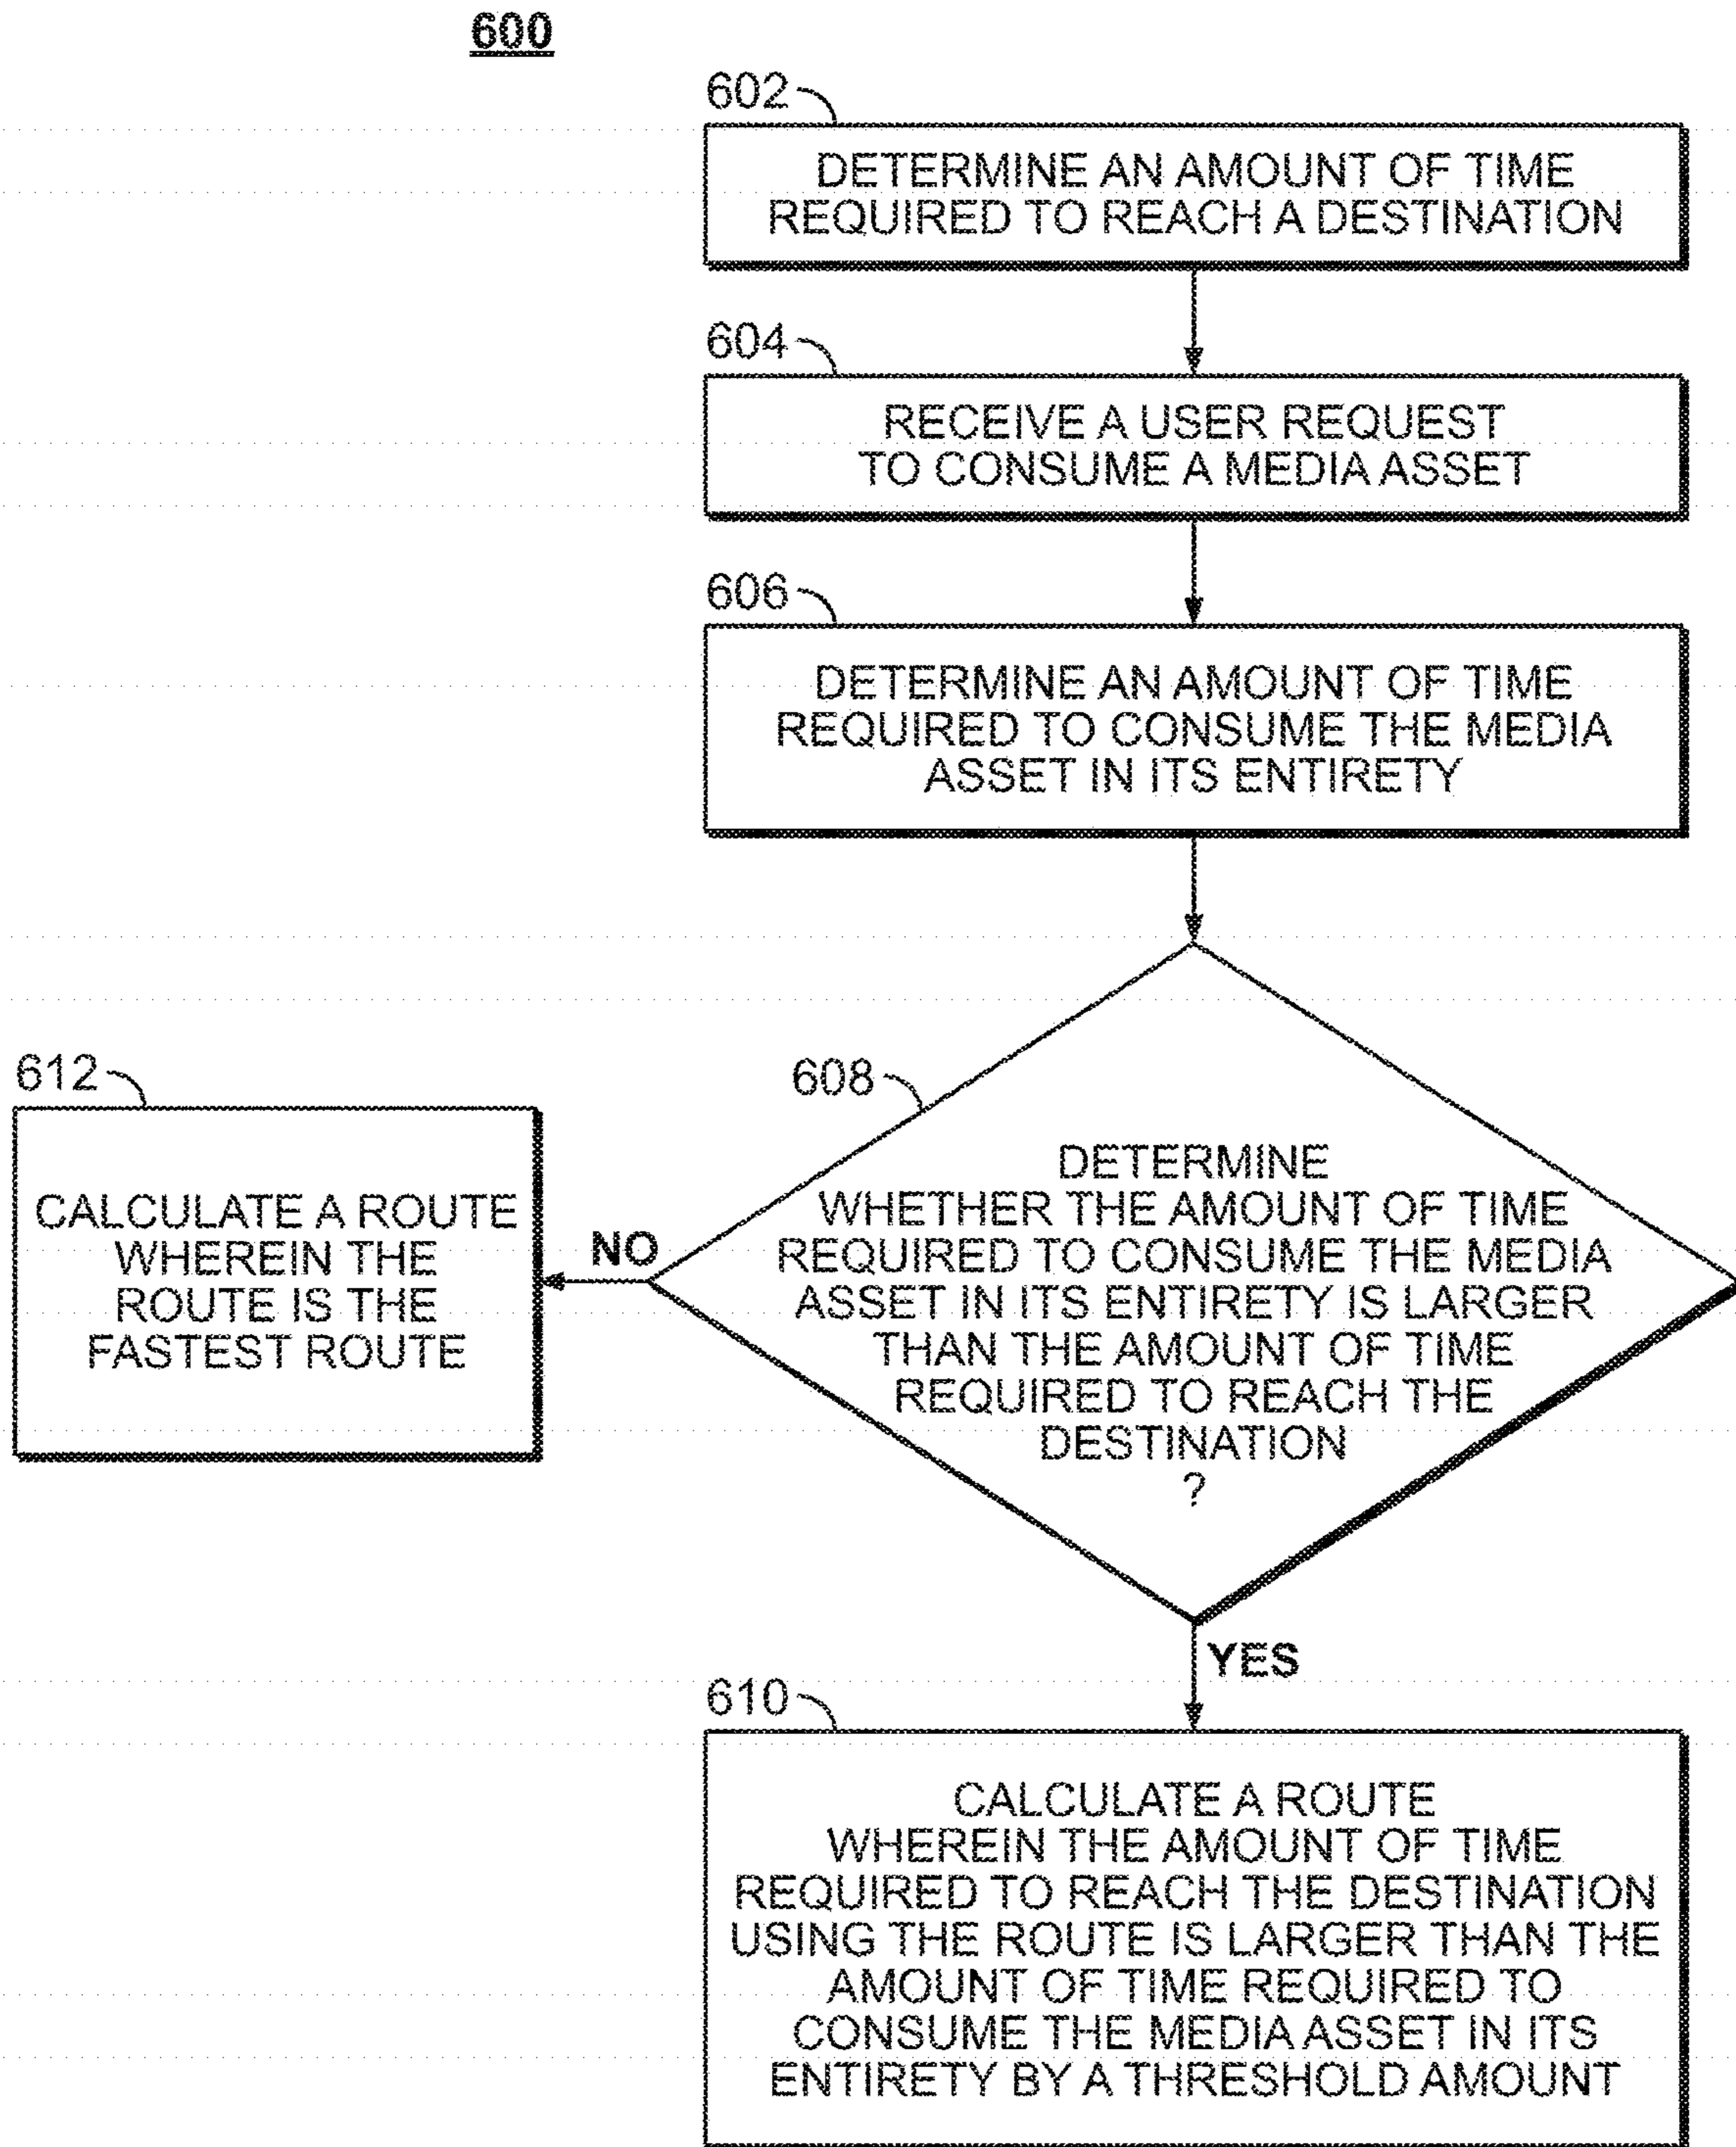 600
602
DETERMINE AN AMOUNT OF TIME
REQUIRED TO REACH A DESTINATION
604
RECEIVE A USER REQUEST
TO CONSUME A MEDIA ASSET
606
DETERMINE AN AMOUNT OF TIME
REQUIRED TO CONSUME THE MEDIA
ASSET IN ITS ENTIRETY
608
DETERMINE
WHETHER THE AMOUNT OF TIME
REQUIRED TO CONSUME THE MEDIA
ASSET IN ITS ENTIRETY IS LARGER
THAN THE AMOUNT OF TIME
REQUIRED TO REACH THE
DESTINATION
?
NO
612
CALCULATE A ROUTE
WHEREIN THE
ROUTE IS THE
FASTEST ROUTE
YES
610
CALCULATE A ROUTE
WHEREIN THE AMOUNT OF TIME
REQUIRED TO REACH THE DESTINATION
USING THE ROUTE IS LARGER THAN THE
AMOUNT OF TIME REQUIRED TO
CONSUME THE MEDIA ASSET IN ITS
ENTIRETY BY A THRESHOLD AMOUNT